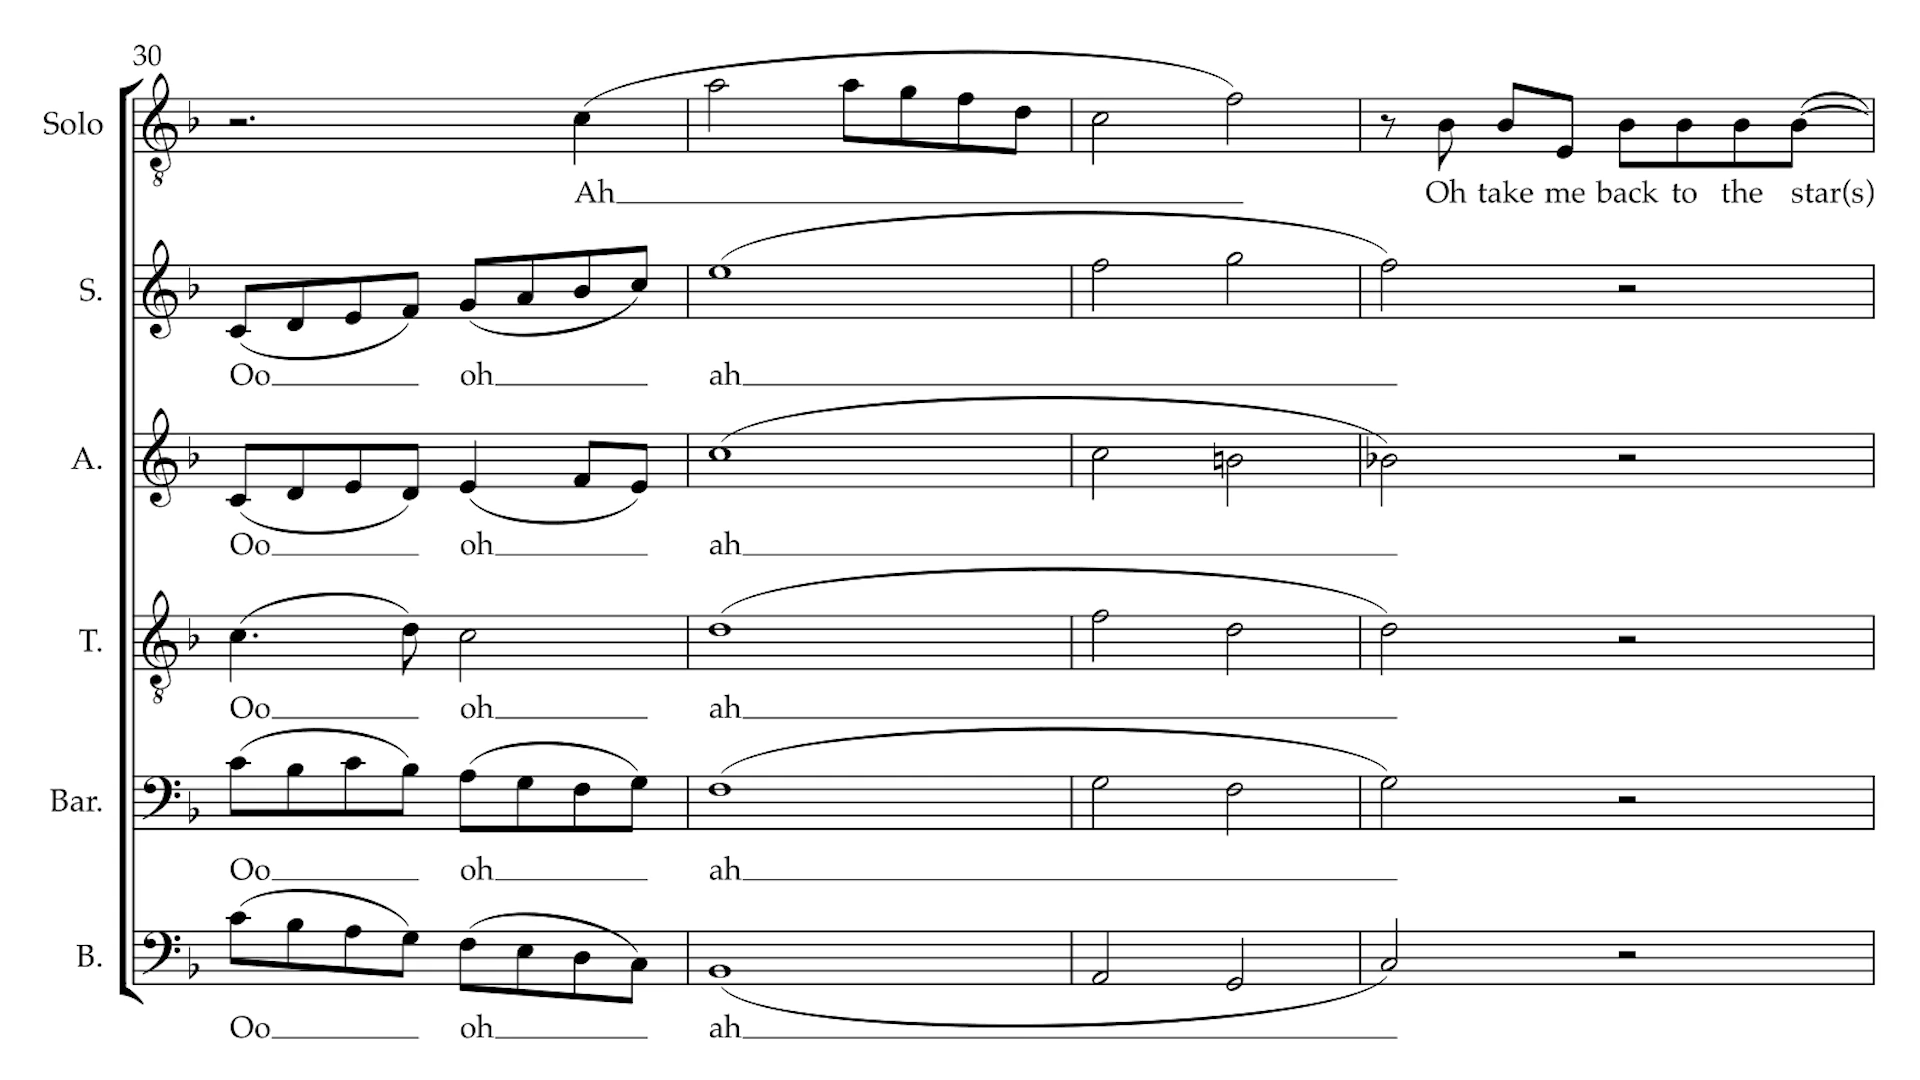 30
Solo
Ah
Oh take me back to the star(s)
S.
Oo oh ah
A.
Oo oh ah
T.
Oo oh ah
Bar.
Oo oh ah
B.
Oo oh ah